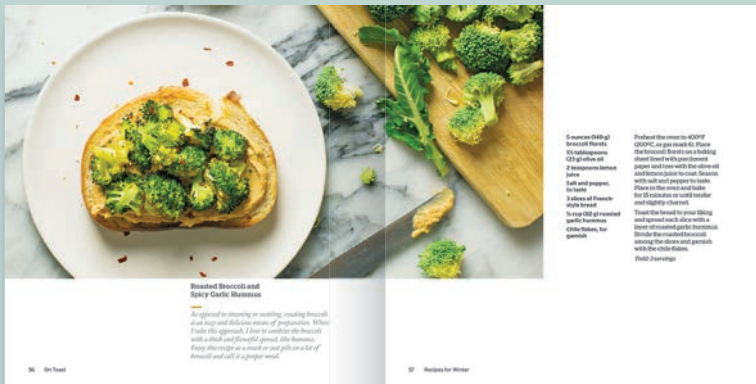 Roasted Broccoli and
Spicy Garlic Hummus
As opposed to steaming or sautéing, roasting broccoli
is an easy and delicious means of preparation. When
I take this approach, I love to combine the broccoli
with a thick and flavorful spread, like hummus.
Enjoy this recipe as a snack or just pile on a lot of
broccoli and call it a proper meal.
56 On Toast
5 ounces (140 g)
broccoli florets
1½ tablespoons
(23 g) olive oil
2 teaspoons lemon
juice
Salt and pepper,
to taste
3 slices of French-
style bread
(82 g) roasted
garlic hummus
Chile flakes, for
garnish
Preheat the oven to 400°F
(200°C, or gas mark 6). Place
the broccoli florets on a baking
sheet lined with parchment
paper and toss with the olive oil
and lemon juice to coat. Season
with salt and pepper to taste.
Place in the oven and bake
for 15 minutes or until tender
and slightly charred.
Toast the bread to your liking
and spread each slice with a
layer of roasted garlic hummus.
Divide the roasted broccoli
among the slices and garnish
with the chile flakes.
Yield: 3 servings
57 Recipes for Winter